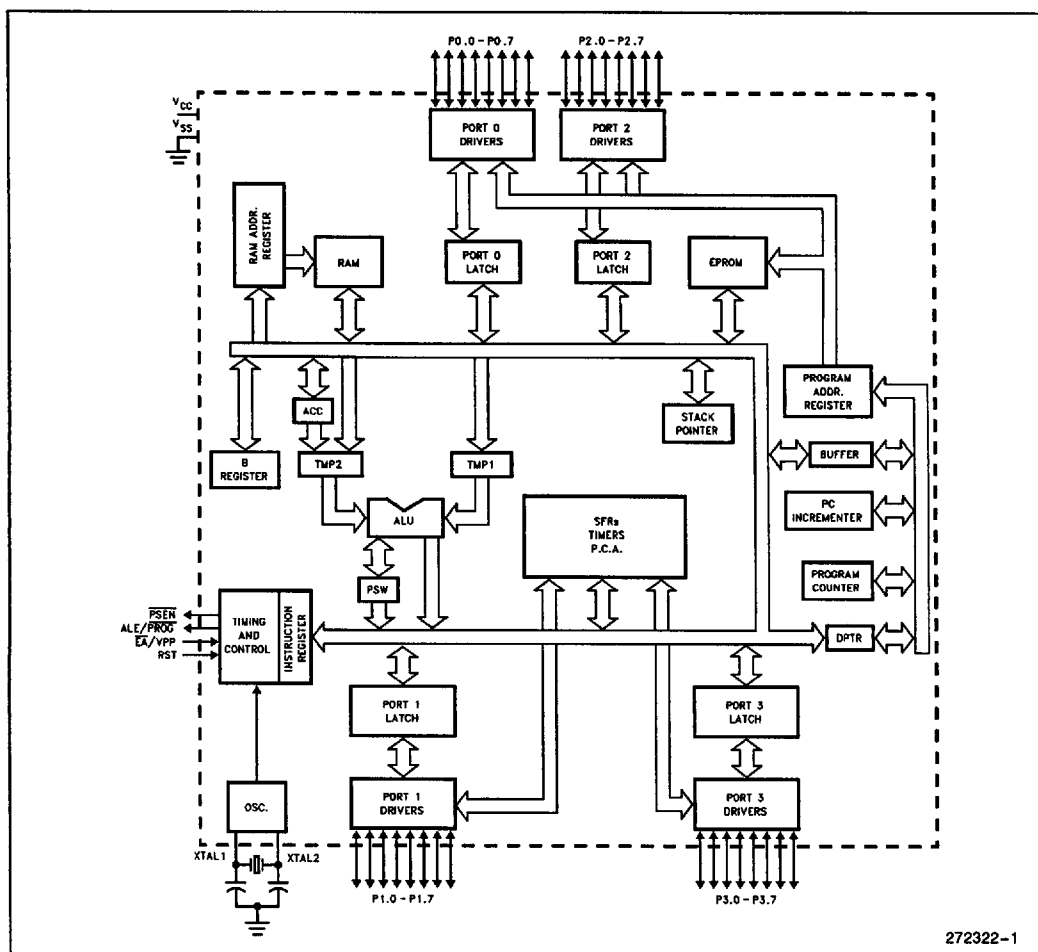 P0.0-P0.7
P2.0-P2.7
VCC
VSS
PORT 0
DRIVERS
PORT 2
DRIVERS
RAM ADDR.
REGISTER
RAM
PORT 0
LATCH
PORT 2
LATCH
EPROM
B
REGISTER
ACC
TMP2
TMP1
STACK
POINTER
PROGRAM
ADDR.
REGISTER
BUFFER
PC
INCREMENTER
PROGRAM
COUNTER
DPTR
ALU
PSW
SFRs
TIMERS
P.C.A.
PSEN
ALE/PROG
EA/VPP
RST
TIMING
AND
CONTROL
INSTRUCTION
REGISTER
PORT 1
LATCH
PORT 3
LATCH
OSC.
PORT 1
DRIVERS
PORT 3
DRIVERS
XTAL1
XTAL2
P1.0-P1.7
P3.0-P3.7
272322-1